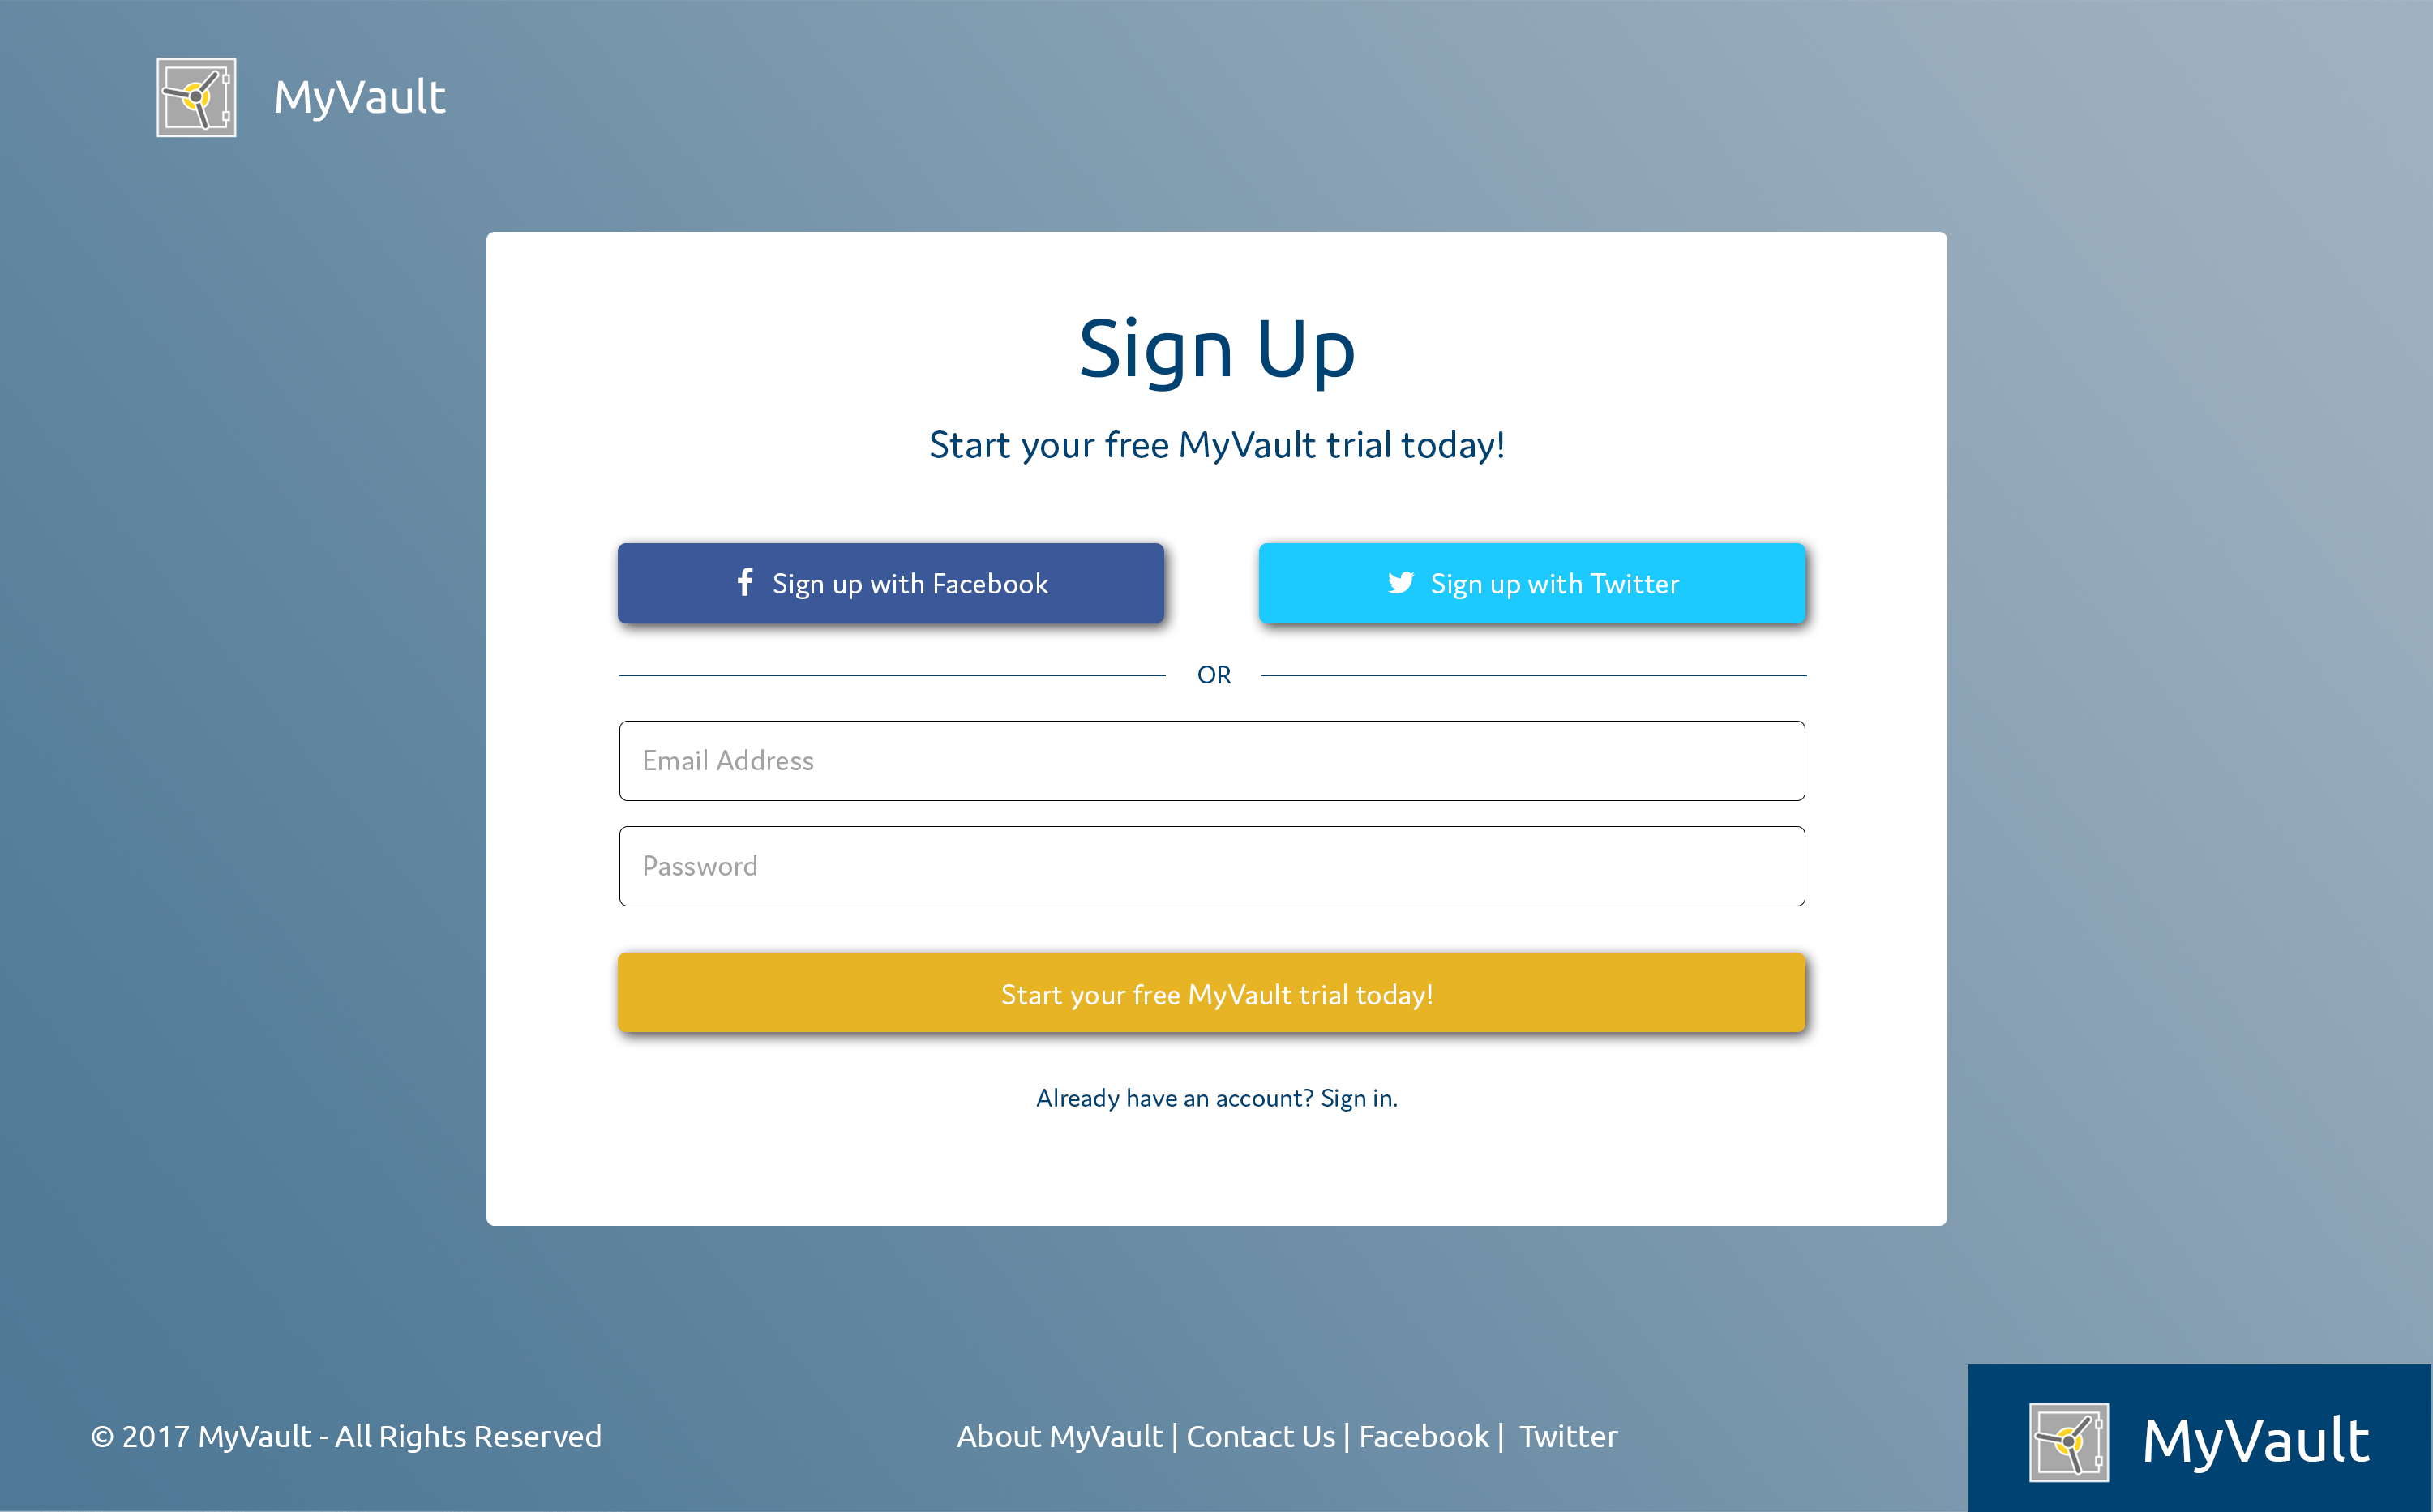 MyVault
Sign Up
Start your free MyVault trial today!
Sign up with Facebook
Sign up with Twitter
OR
Email Address
Password
Start your free MyVault trial today!
Already have an account? Sign in.
© 2017 MyVault - All Rights Reserved
About MyVault | Contact Us | Facebook | Twitter
MyVault